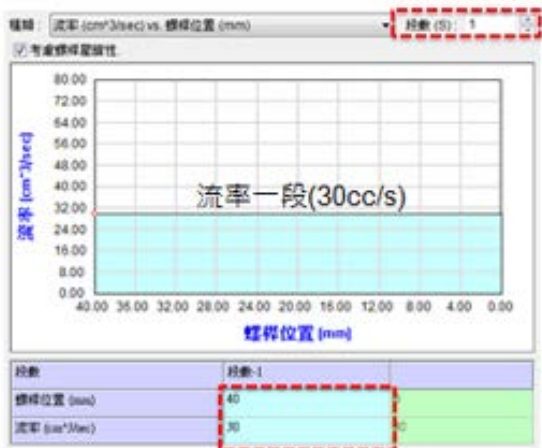 種類： 流率 (cm^3/sec) vs. 螺桿位置 (mm) 段數 (S)： 1
考慮螺桿壓縮性.
80.00
72.00
64.00
56.00
48.00
40.00
32.00
24.00
16.00
8.00
0.00
流率 (cm^3/sec)
流率一段(30cc/s)
40.00 36.00 32.00 28.00 24.00 20.00 16.00 12.00 8.00 4.00 0.00
螺桿位置 (mm)
段數 段數-1
螺桿位置 (mm) 40
流率 (cm^3/sec) 30